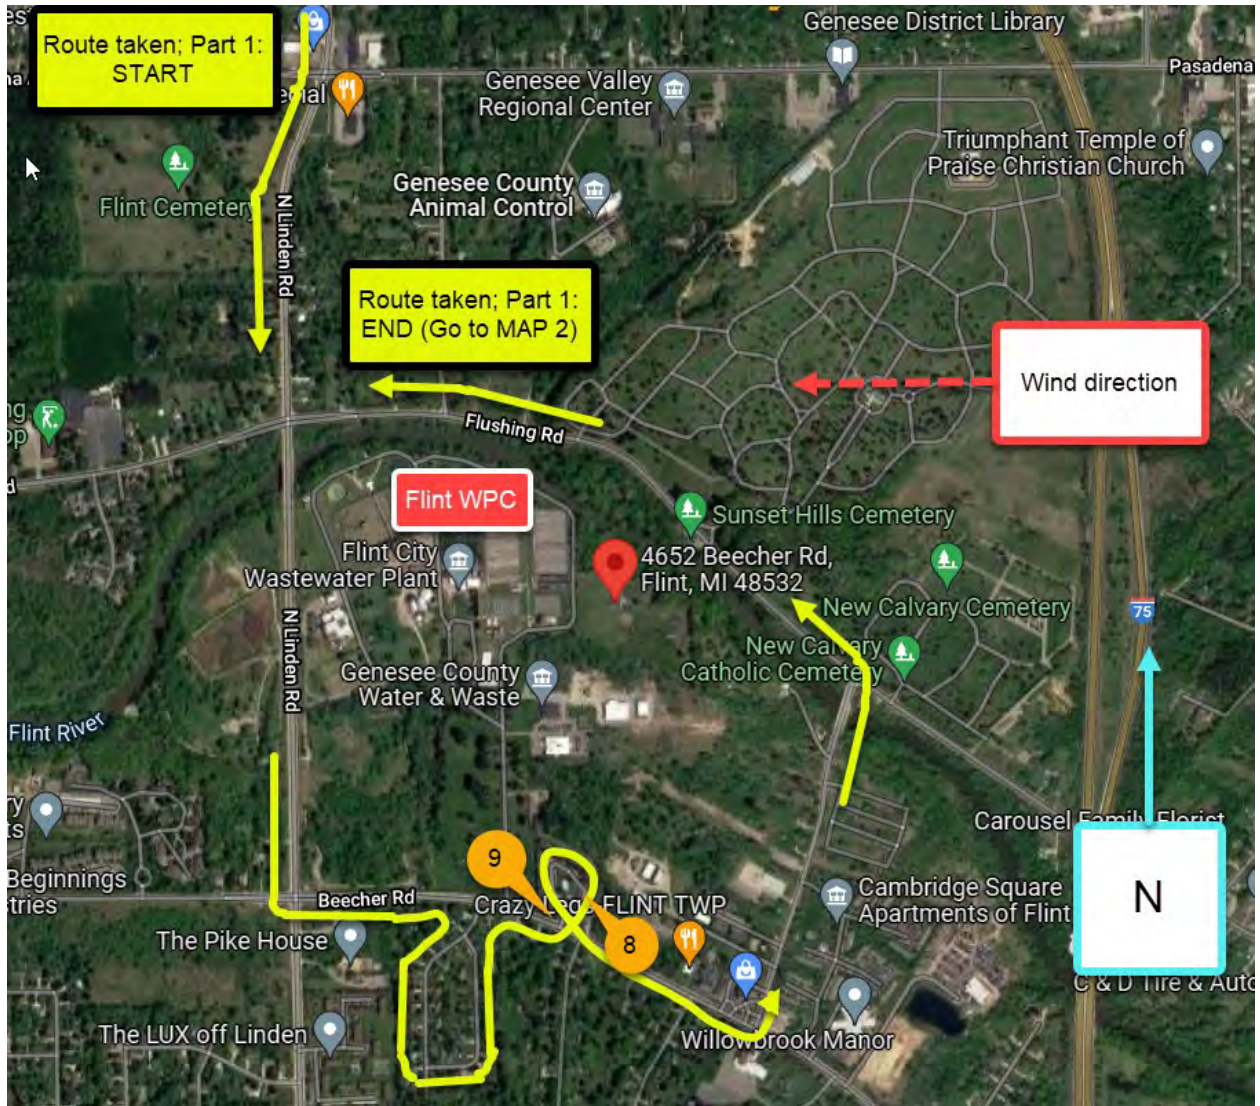 Route taken; Part 1:
START
Genesee District Library
Pasadena
Genesee Valley
Regional Center
Triumphant Temple of
Praise Christian Church
Flint Cemetery
Genesee County
Animal Control
N Linden Rd
Route taken; Part 1:
END (Go to MAP 2)
Wind direction
Flushing Rd
Flint WPC
Sunset Hills Cemetery
Flint City
Wastewater Plant
4652 Beecher Rd,
Flint, MI 48532
New Calvary Cemetery
75
New Calvary
Catholic Cemetery
N Linden Rd
Genesee County
Water & Waste
Flint River
Carousel Family Florist
N
9
Beginnings
Beecher Rd
FLINT TWP
Cambridge Square
Apartments of Flint
The Pike House
8
C & D Tire & Auto
The LUX off Linden
Willowbrook Manor